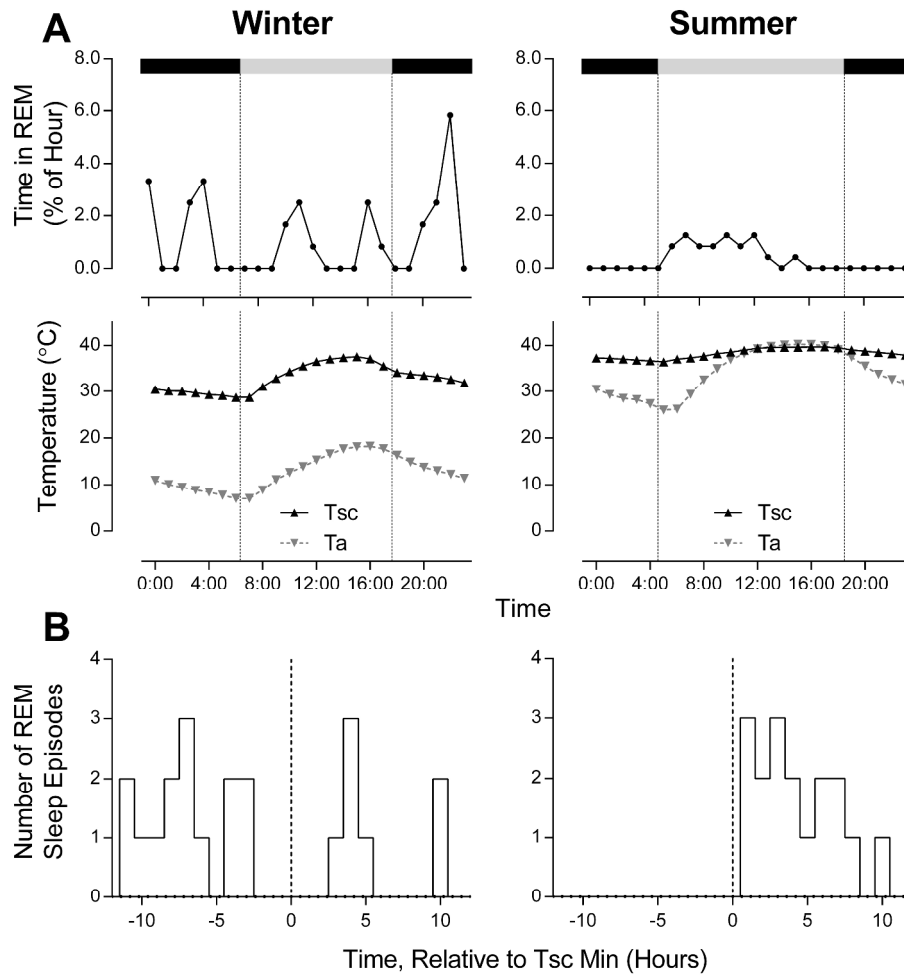 A
Winter
Summer
Time in REM
(% of Hour)
8.0
6.0
4.0
2.0
0.0
8.0
6.0
4.0
2.0
0.0
Temperature (°C)
40
30
20
10
0
40
30
20
10
0
Tsc
Ta
Tsc
Ta
0:00 4:00 8:00 12:00 16:00 20:00
0:00 4:00 8:00 12:00 16:00 20:00
Time
B
Number of REM
Sleep Episodes
4
3
2
1
0
4
3
2
1
0
-10 -5 0 5 10
-10 -5 0 5 10
Time, Relative to Tsc Min (Hours)